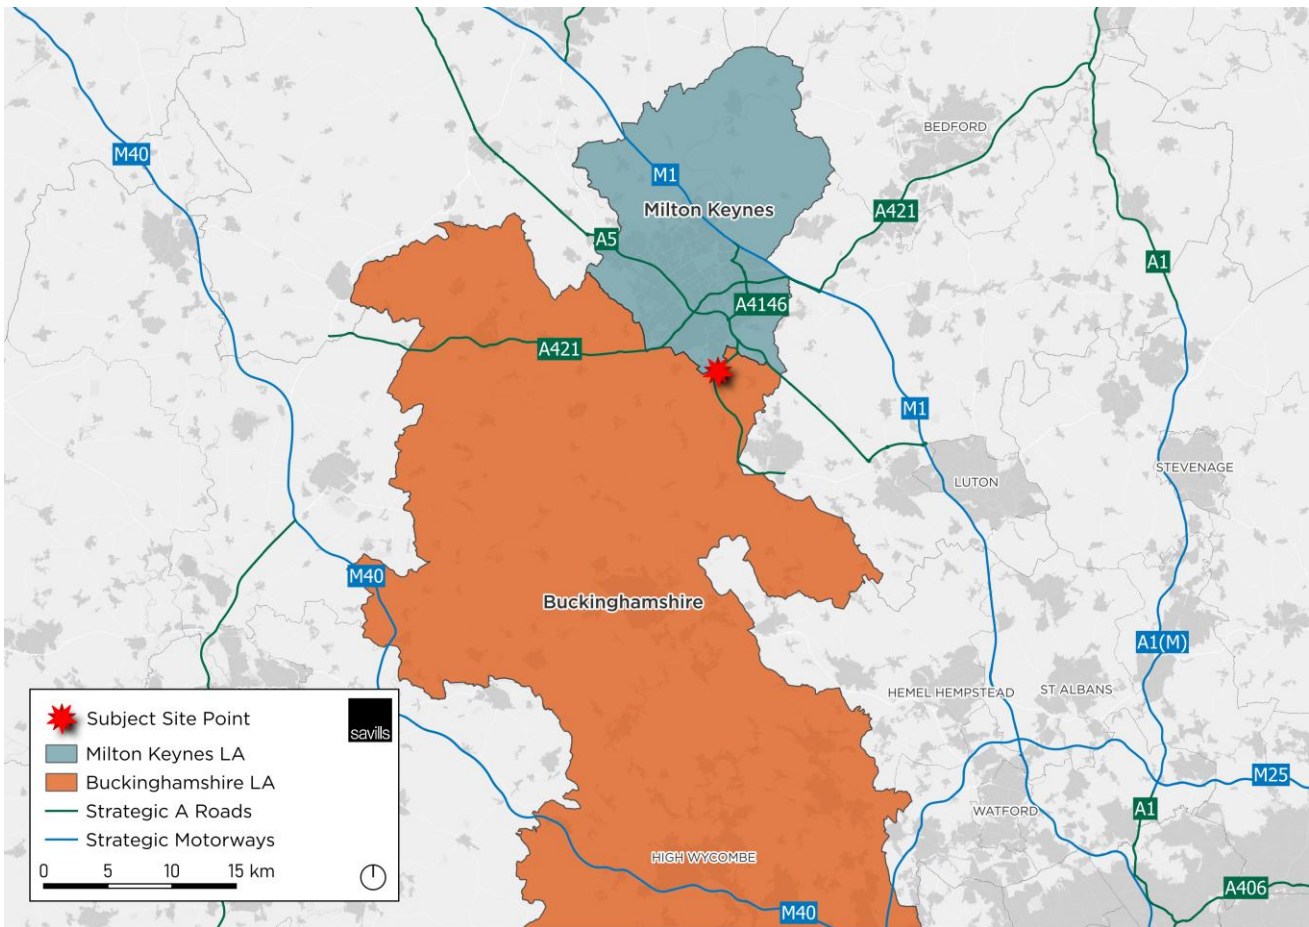 BEDFORD
M40
M1
Milton Keynes
A421
A5
A1
A4146
A421
M1
STEVENAGE
LUTON
M40
Buckinghamshire
A1(M)
HEMEL HEMPSTEAD
ST ALBANS
M25
WATFORD
A1
HIGH WYCOMBE
A406
M40
Subject Site Point
savills
Milton Keynes LA
Buckinghamshire LA
Strategic A Roads
Strategic Motorways
0 5 10 15 km